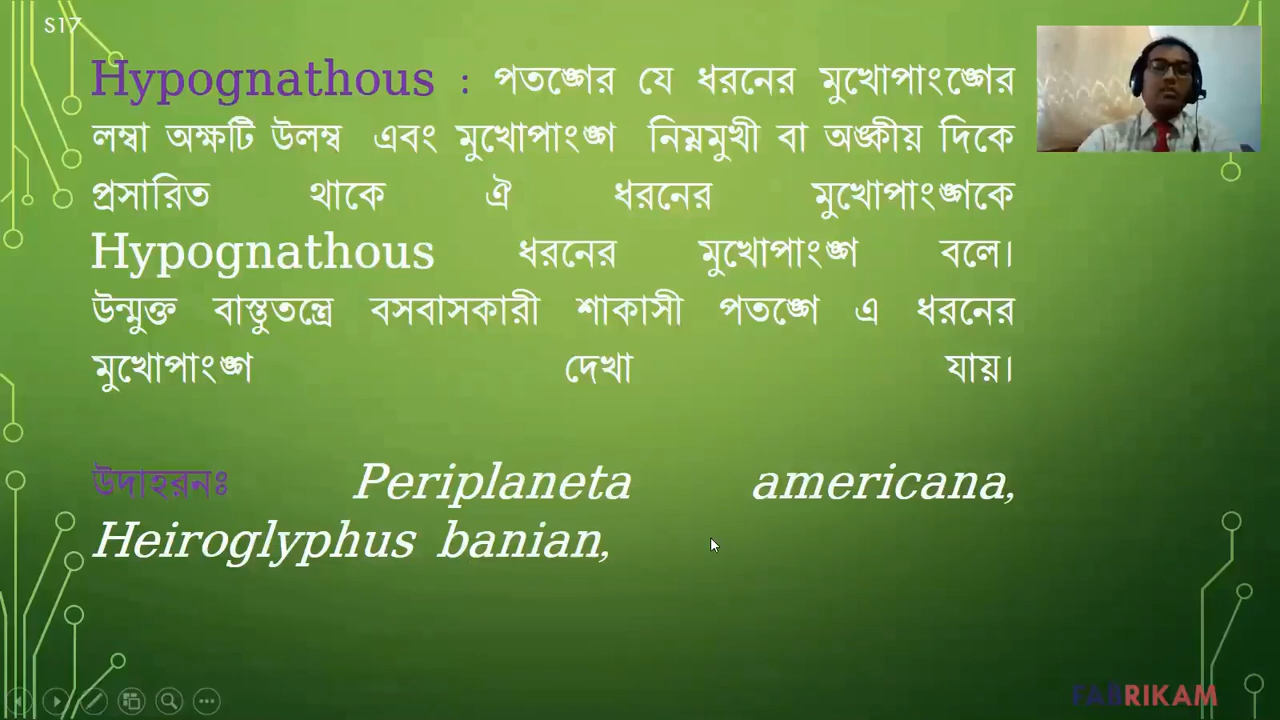 S17
Hypognathous : পতঙ্গের যে ধরনের মুখোপাংঙ্গের
লম্বা অক্ষটি উলম্ব এবং মুখোপাংঙ্গ নিম্নমুখী বা অঙ্কীয় দিকে
প্রসারিত থাকে ঐ ধরনের মুখোপাংঙ্গকে
Hypognathous ধরনের মুখোপাংঙ্গ বলে।
উন্মুক্ত বাস্তুতন্ত্রে বসবাসকারী শাকাসী পতঙ্গে এ ধরনের
মুখোপাংঙ্গ দেখা যায়।
উদাহরনঃ Periplaneta americana,
Heiroglyphus banian,
FABRIKAM